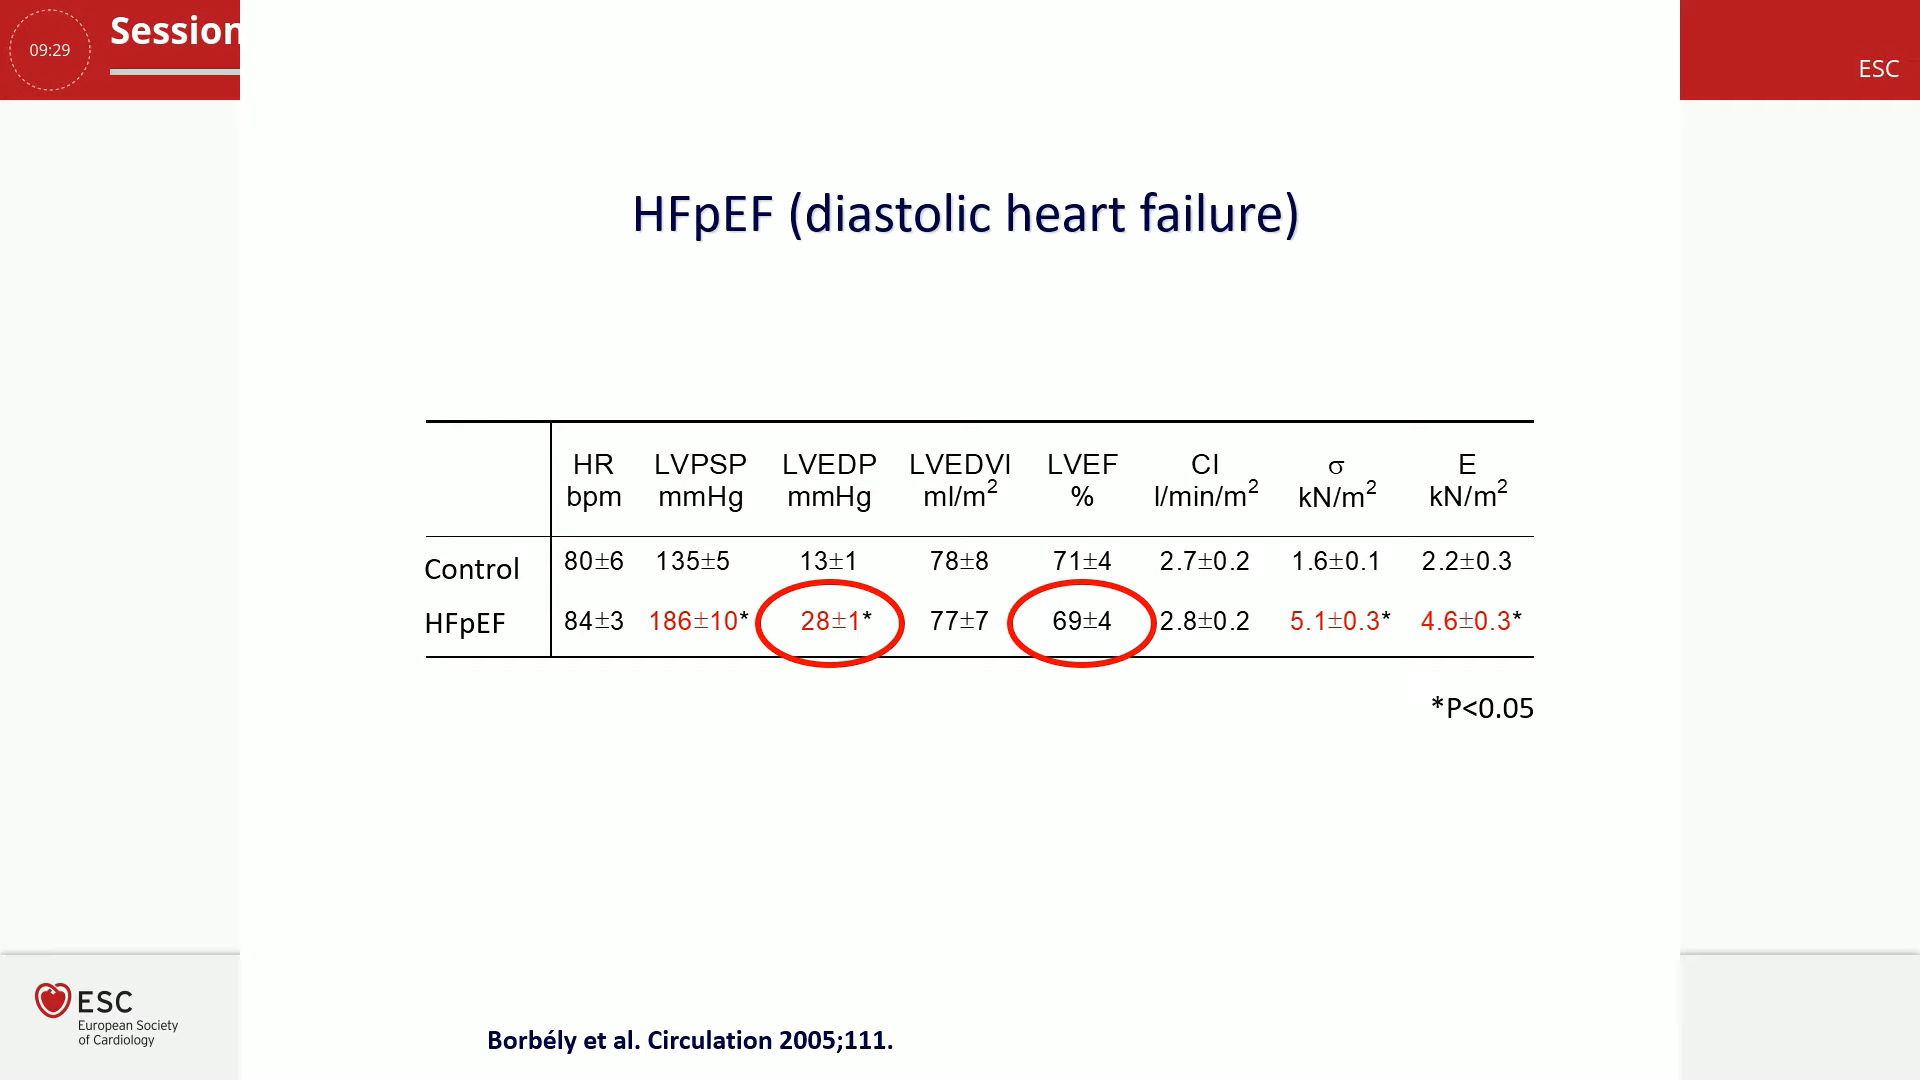 09:29
Session
ESC
HFpEF (diastolic heart failure)
HR LVPSP LVEDP LVEDVI LVEF CI σ E
bpm mmHg mmHg ml/m² % l/min/m² kN/m² kN/m²
Control 80±6 135±5 13±1 78±8 71±4 2.7±0.2 1.6±0.1 2.2±0.3
HFpEF 84±3 186±10* 28±1* 77±7 69±4 2.8±0.2 5.1±0.3* 4.6±0.3*
*P<0.05
ESC
European Society
of Cardiology
Borbély et al. Circulation 2005;111.